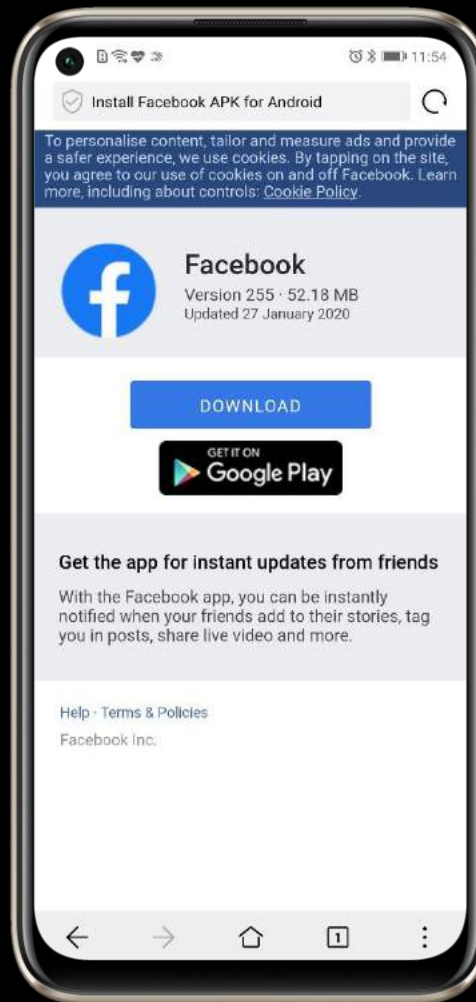 11:54
Install Facebook APK for Android
To personalise content, tailor and measure ads and provide
a safer experience, we use cookies. By tapping on the site,
you agree to our use of cookies on and off Facebook. Learn
more, including about controls: Cookie Policy.
Facebook
Version 255 · 52.18 MB
Updated 27 January 2020
DOWNLOAD
GET IT ON
Google Play
Get the app for instant updates from friends
With the Facebook app, you can be instantly
notified when your friends add to their stories, tag
you in posts, share live video and more.
Help · Terms & Policies
Facebook Inc.
1